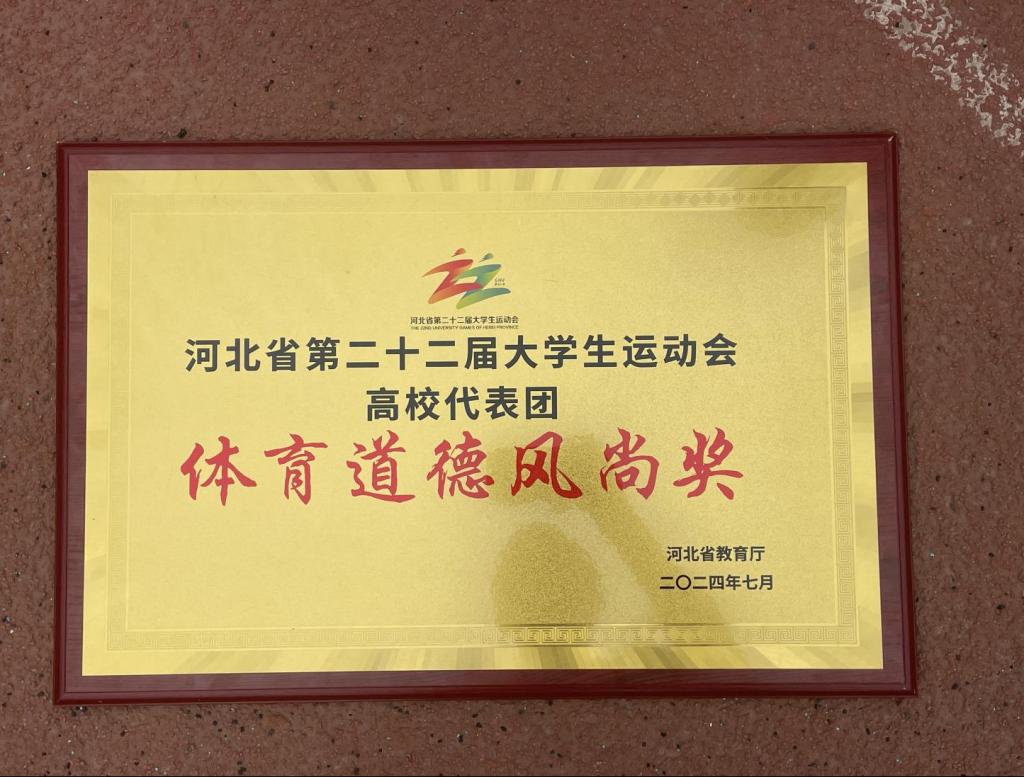 河北省第二十二届大学生运动会
THE 22ND UNIVERSITY GAMES OF HEBEI PROVINCE
河北省第二十二届大学生运动会
高校代表团
体育道德风尚奖
河北省教育厅
二〇二四年七月